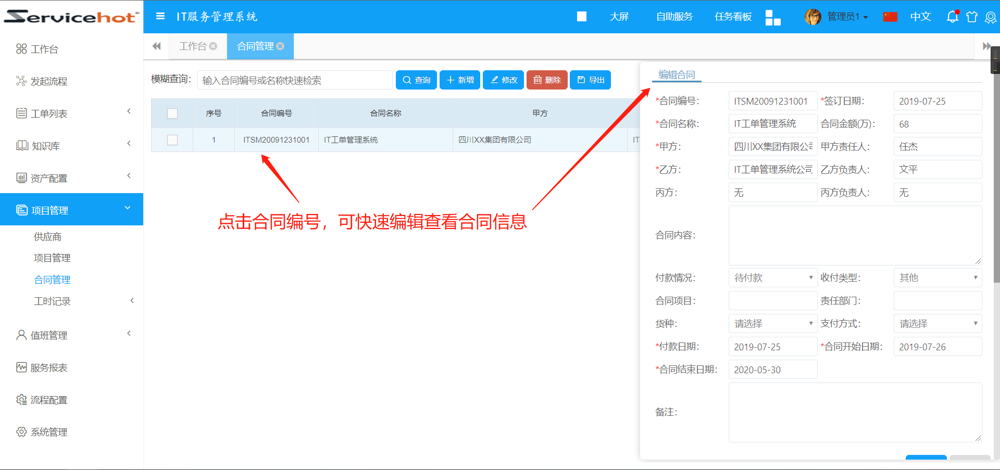 Servicehot
IT服务管理系统
大屏
自助服务
任务看板
管理员1
中文
工作台
发起流程
工单列表
知识库
资产配置
项目管理
供应商
项目管理
合同管理
工时记录
值班管理
服务报表
流程配置
系统管理
工作台
合同管理
模糊查询：
输入合同编号或名称快速检索
查询
新增
修改
删除
导出
序号 合同编号 合同名称 甲方
1 ITSM20091231001 IT工单管理系统 四川XX集团有限公司 IT
点击合同编号，可快速编辑查看合同信息
编辑合同
*合同编号： ITSM20091231001 *签订日期： 2019-07-25
*合同名称： IT工单管理系统 合同金额(万)： 68
*甲方： 四川XX集团有限公司 甲方责任人： 任杰
*乙方： IT工单管理系统公司 乙方负责人： 文平
丙方： 无 丙方负责人： 无
合同内容：
付款情况： 待付款 收付类型： 其他
合同项目： 责任部门：
货种： 请选择 支付方式： 请选择
*付款日期： 2019-07-25 *合同开始日期： 2019-07-26
*合同结束日期： 2020-05-30
备注：